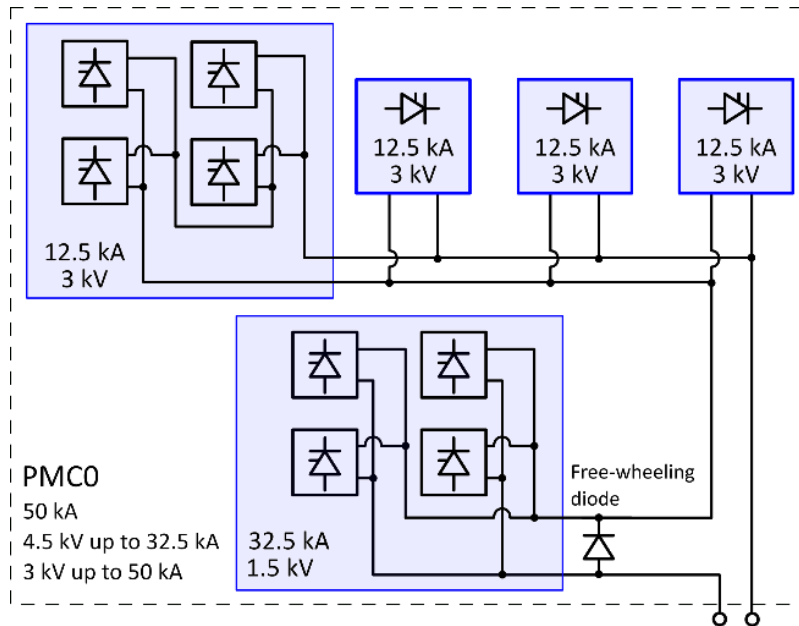 12.5 kA
3 kV
12.5 kA
3 kV
12.5 kA
3 kV
12.5 kA
3 kV
PMC0
50 kA
4.5 kV up to 32.5 kA
3 kV up to 50 kA
32.5 kA
1.5 kV
Free-wheeling
diode